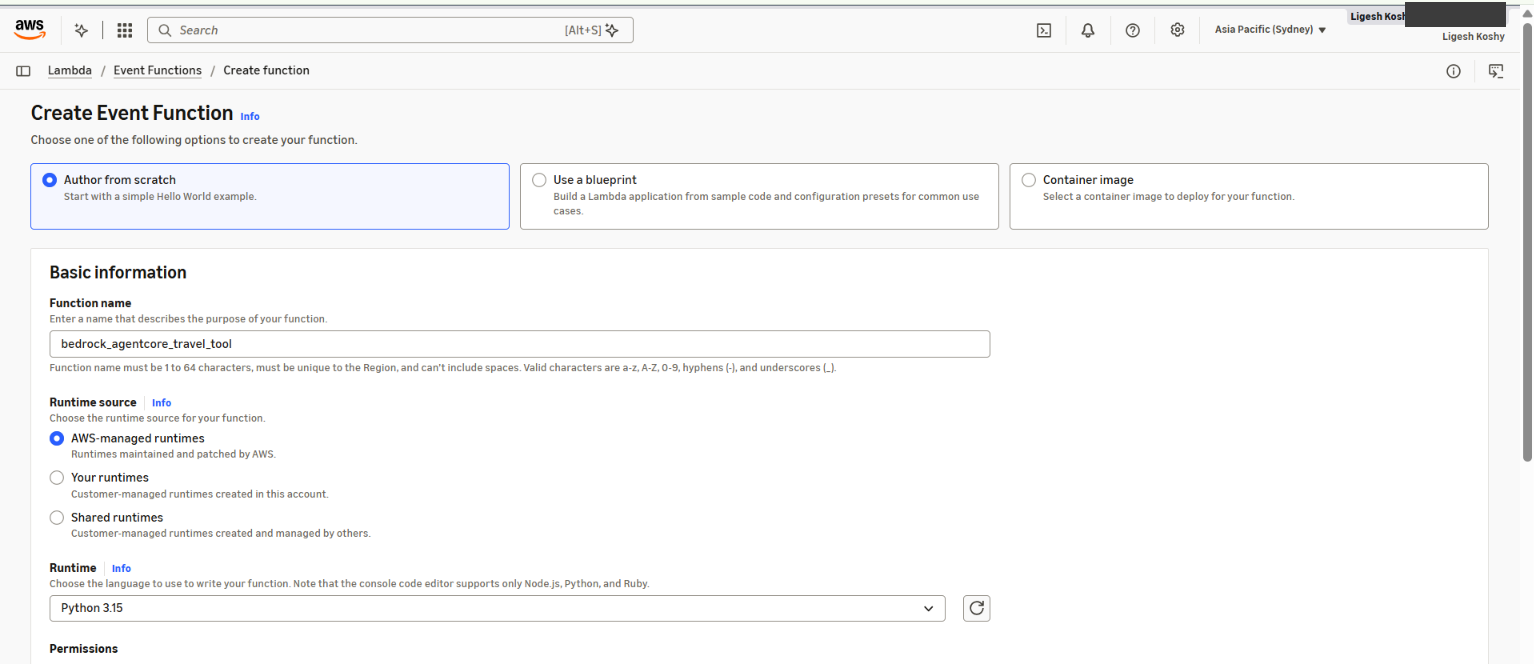 aws
Search [Alt+S]
Asia Pacific (Sydney)
Ligesh Kosh
Ligesh Koshy
Lambda / Event Functions / Create function
Create Event Function Info
Choose one of the following options to create your function.
Author from scratch
Start with a simple Hello World example.
Use a blueprint
Build a Lambda application from sample code and configuration presets for common use
cases.
Container image
Select a container image to deploy for your function.
Basic information
Function name
Enter a name that describes the purpose of your function.
bedrock_agentcore_travel_tool
Function name must be 1 to 64 characters, must be unique to the Region, and can't include spaces. Valid characters are a-z, A-Z, 0-9, hyphens (-), and underscores (_).
Runtime source Info
Choose the runtime source for your function.
AWS-managed runtimes
Runtimes maintained and patched by AWS.
Your runtimes
Customer-managed runtimes created in this account.
Shared runtimes
Customer-managed runtimes created and managed by others.
Runtime Info
Choose the language to use to write your function. Note that the console code editor supports only Node.js, Python, and Ruby.
Python 3.15
Permissions